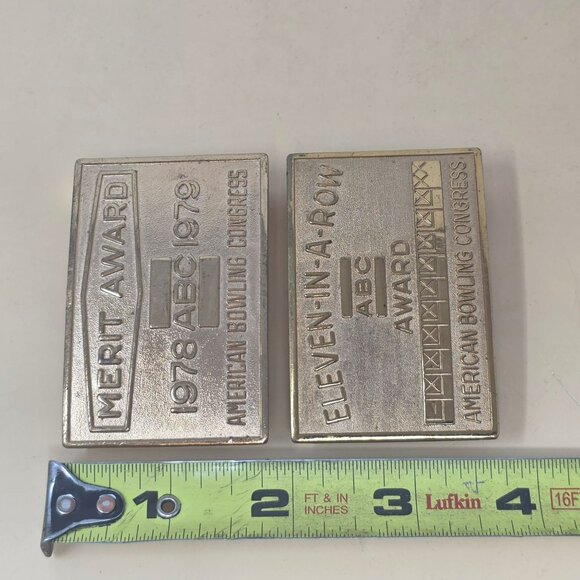 MERIT AWARD
1978 ABC 1979
AMERICAN BOWLING CONGRESS
ELEVEN-IN-A-ROW
ABC
AWARD
AMERICAN BOWLING CONGRESS
1 2 FT & IN 3 Lufkin 4 16F
INCHES